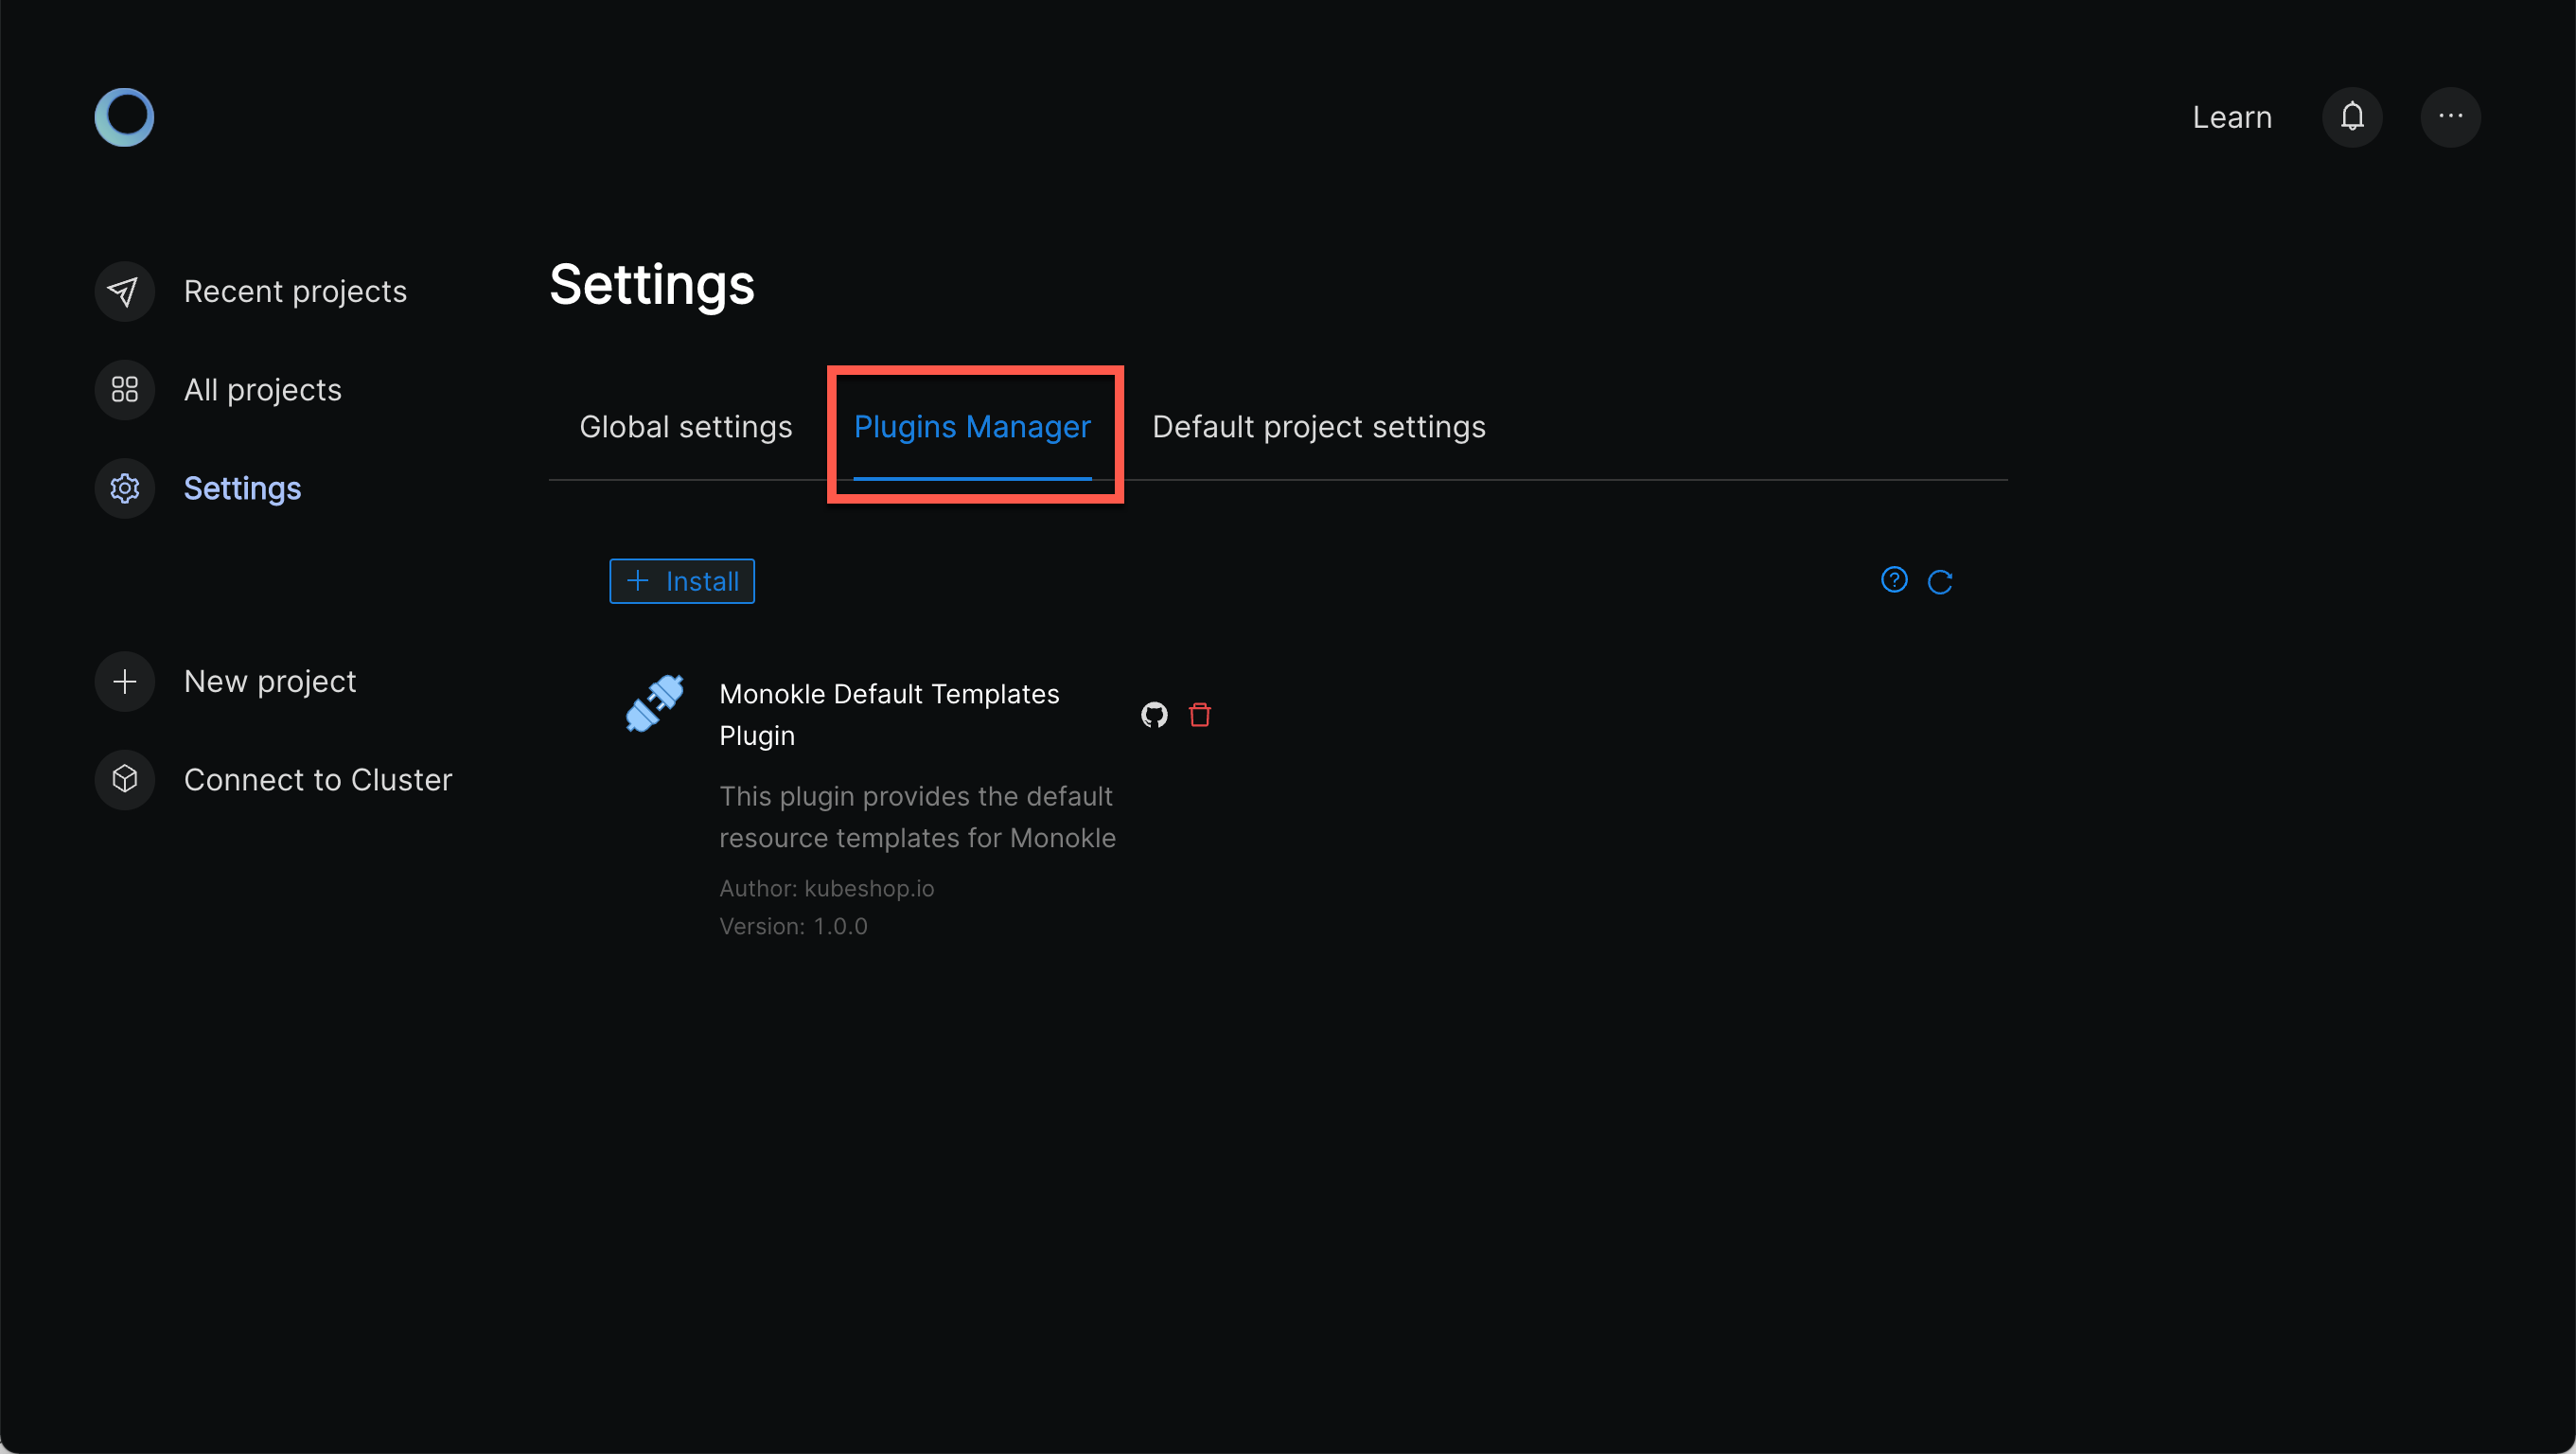 Learn
Recent projects
All projects
Settings
New project
Connect to Cluster
Settings
Global settings
Plugins Manager
Default project settings
Install
Monokle Default Templates
Plugin
This plugin provides the default
resource templates for Monokle
Author: kubeshop.io
Version: 1.0.0